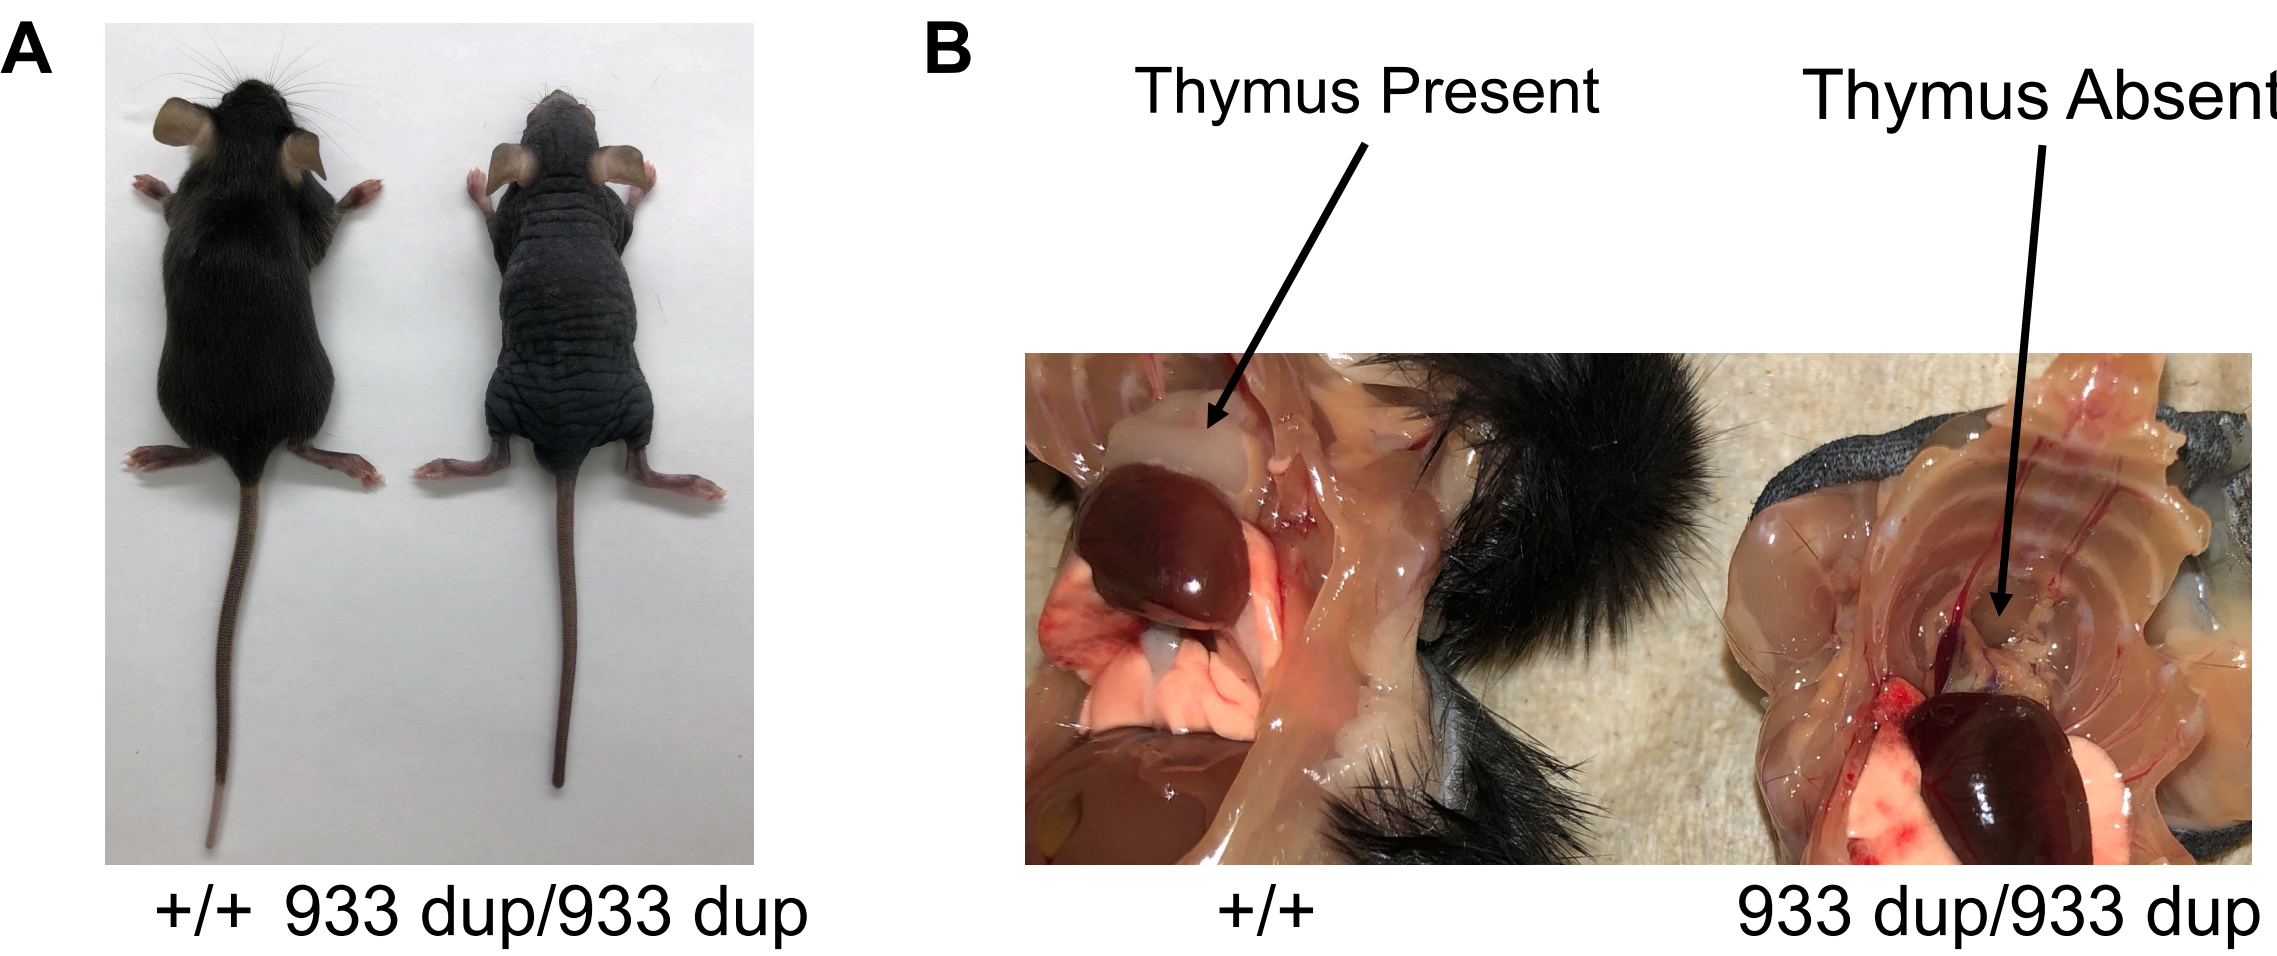 A
B
Thymus Present
Thymus Absent
+/+ 933 dup/933 dup
+/+
933 dup/933 dup